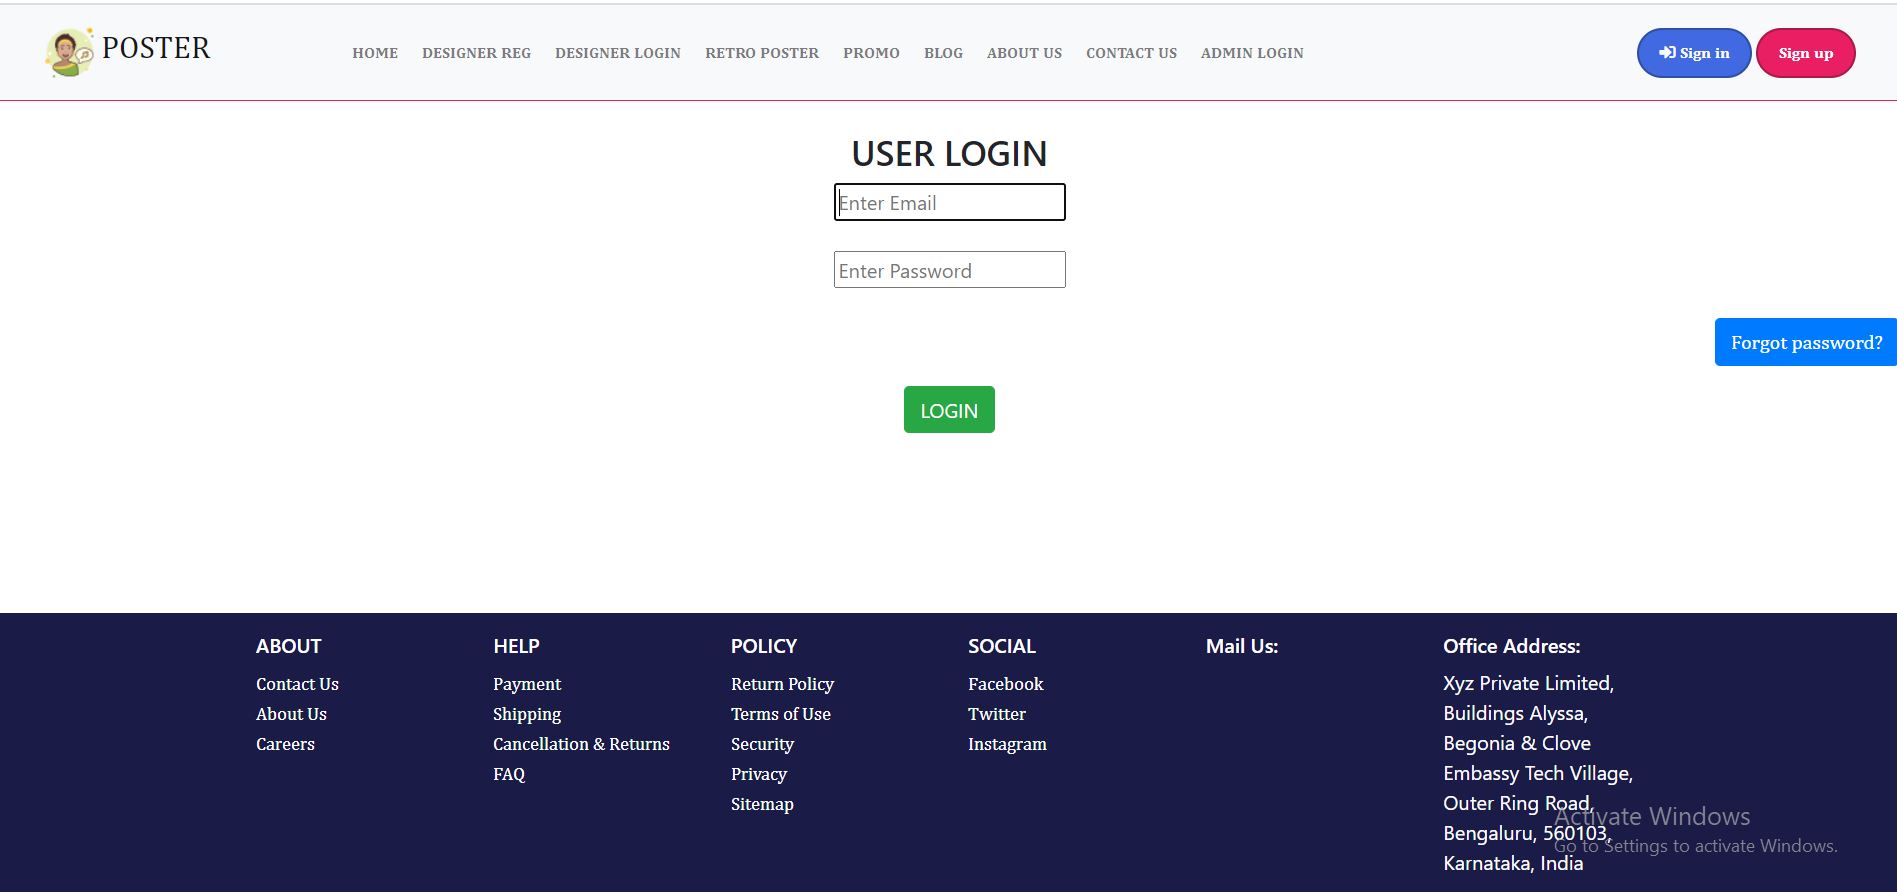 POSTER
HOME DESIGNER REG DESIGNER LOGIN RETRO POSTER PROMO BLOG ABOUT US CONTACT US ADMIN LOGIN
Sign in Sign up
USER LOGIN
Enter Email
Enter Password
Forgot password?
LOGIN
ABOUT
Contact Us
About Us
Careers
HELP
Payment
Shipping
Cancellation & Returns
FAQ
POLICY
Return Policy
Terms of Use
Security
Privacy
Sitemap
SOCIAL
Facebook
Twitter
Instagram
Mail Us:
Office Address:
Xyz Private Limited,
Buildings Alyssa,
Begonia & Clove
Embassy Tech Village,
Outer Ring Road,
Bengaluru, 560103,
Karnataka, India
Activate Windows
Go to Settings to activate Windows.